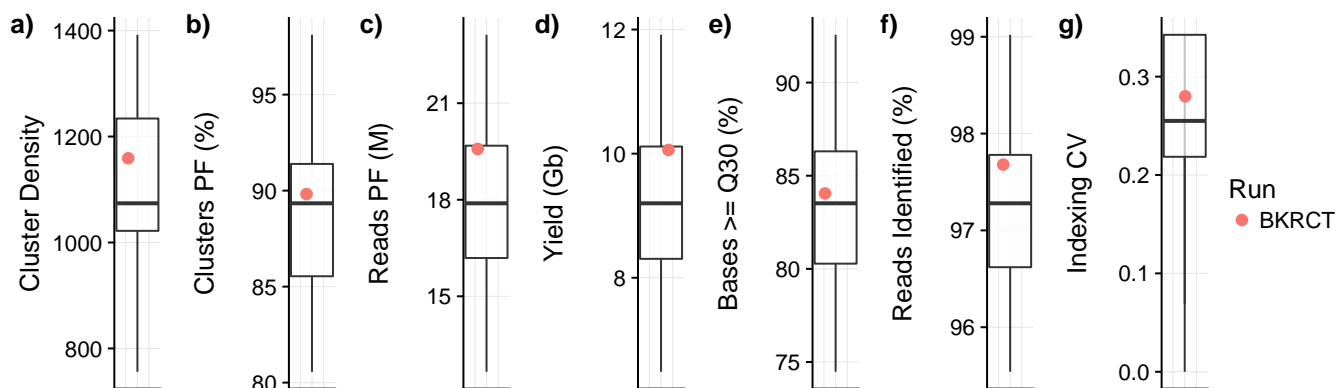 a)
Cluster Density
1400
1200
1000
800
b)
Clusters PF (%)
95
90
85
80
c)
Reads PF (M)
21
18
15
d)
Yield (Gb)
12
10
8
e)
Bases >= Q30 (%)
90
85
80
75
f)
Reads Identified (%)
99
98
97
96
g)
Indexing CV
0.3
0.2
0.1
0.0
Run
BKRCT